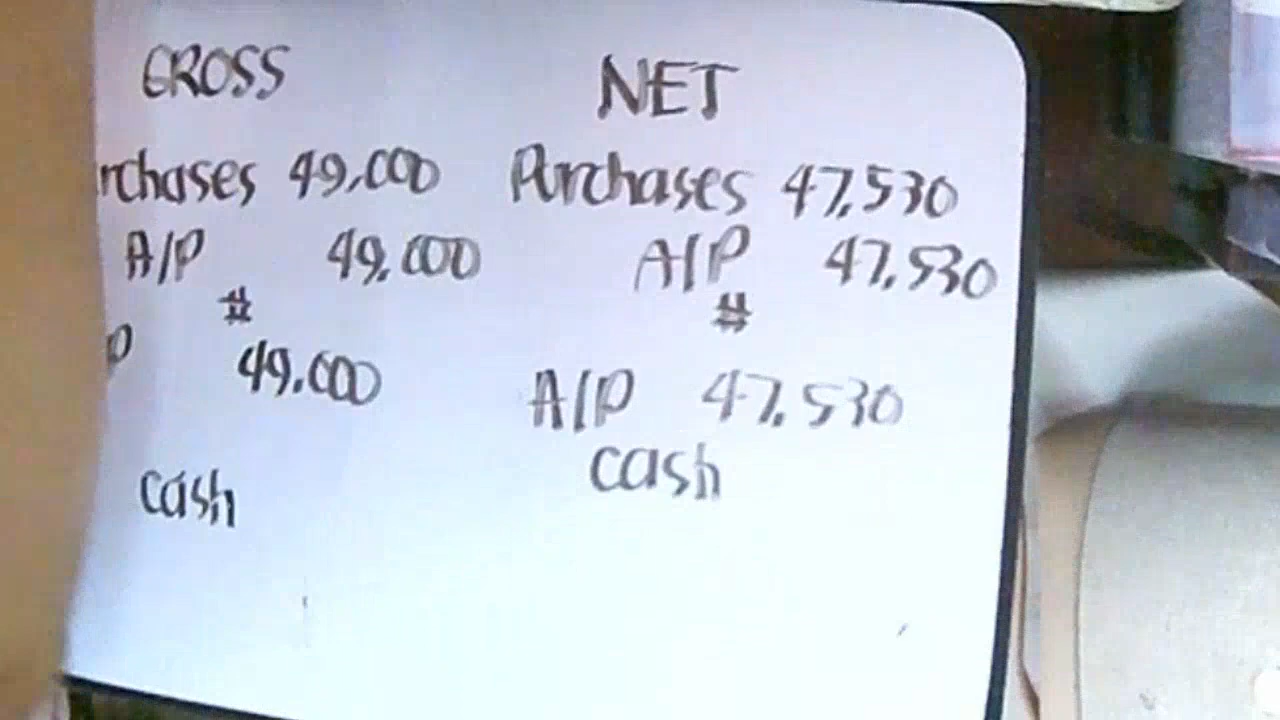 GROSS
rchases 49,000
A/P 49,000
#
P 49,000
cash
NET
Purchases 47,530
A/P 47,530
#
A/P 47,530
cash